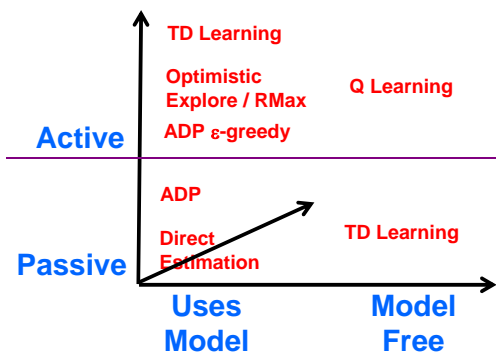 TD Learning
Optimistic
Explore / RMax
Q Learning
ADP ε-greedy
Active
ADP
Direct
Estimation
TD Learning
Passive
Uses
Model
Model
Free